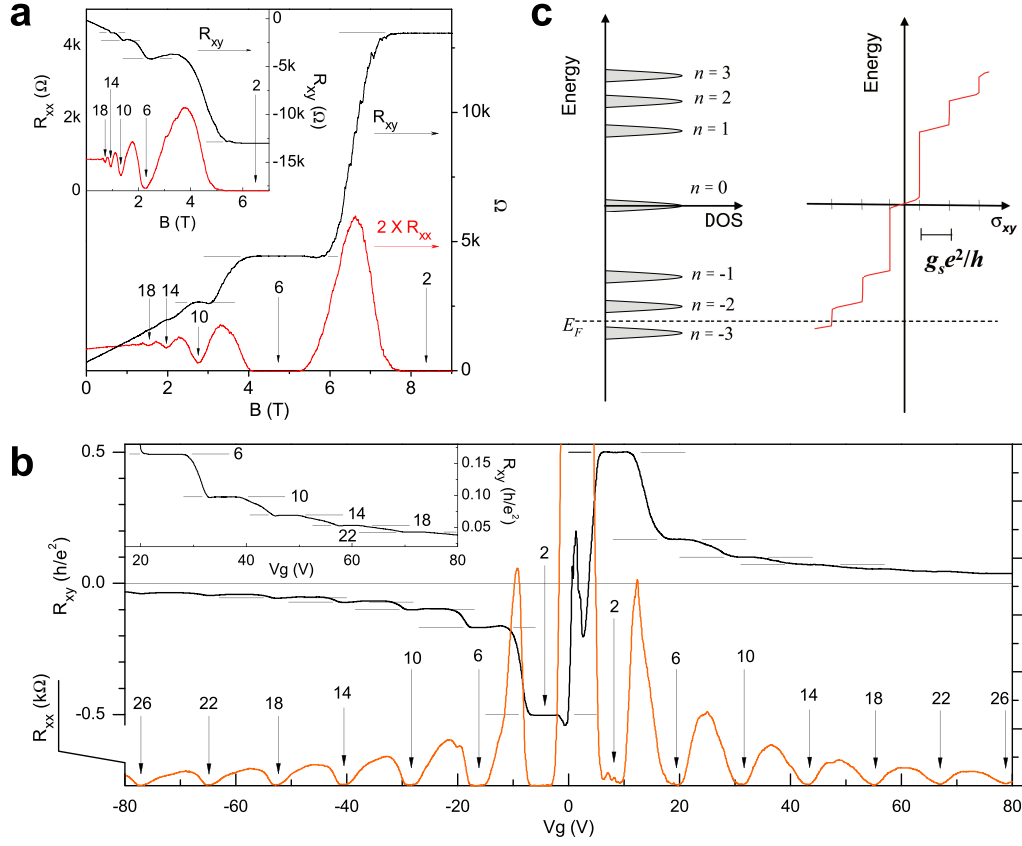 a
R_xy
R_xx (Ω)
R_xy (Ω)
4k
2k
0
0
-5k
-10k
-15k
14
18
10
6
2
2
4
6
B (T)
R_xy
2 X R_xx
10k
5k
0
Ω
18
14
10
6
2
0
2
4
6
8
B (T)
c
Energy
n = 3
n = 2
n = 1
n = 0
DOS
n = -1
n = -2
n = -3
E_F
Energy
σ_xy
g_s e²/h
b
R_xy (h/e²)
0.5
0.0
-0.5
R_xx (kΩ)
6
10
14
18
22
0.15
0.10
0.05
R_xy (h/e²)
20
40
60
80
Vg (V)
26
22
18
14
10
6
2
2
6
10
14
18
22
26
-80
-60
-40
-20
0
20
40
60
80
Vg (V)